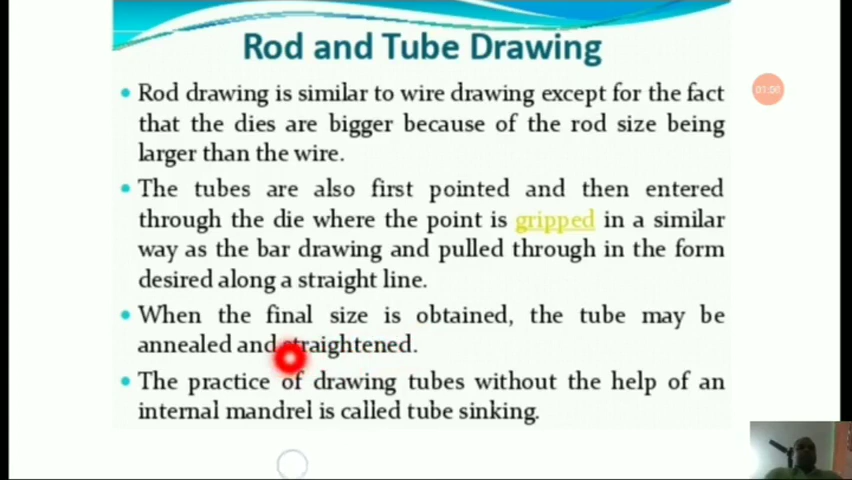 Rod and Tube Drawing
Rod drawing is similar to wire drawing except for the fact
that the dies are bigger because of the rod size being
larger than the wire.
The tubes are also first pointed and then entered
through the die where the point is gripped in a similar
way as the bar drawing and pulled through in the form
desired along a straight line.
When the final size is obtained, the tube may be
annealed and straightened.
The practice of drawing tubes without the help of an
internal mandrel is called tube sinking.